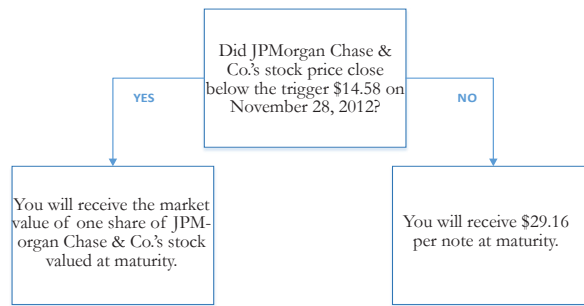 Did JPMorgan Chase &
Co.'s stock price close
below the trigger $14.58 on
November 28, 2012?
YES
NO
You will receive the market
value of one share of JPM-
organ Chase & Co.'s stock
valued at maturity.
You will receive $29.16
per note at maturity.